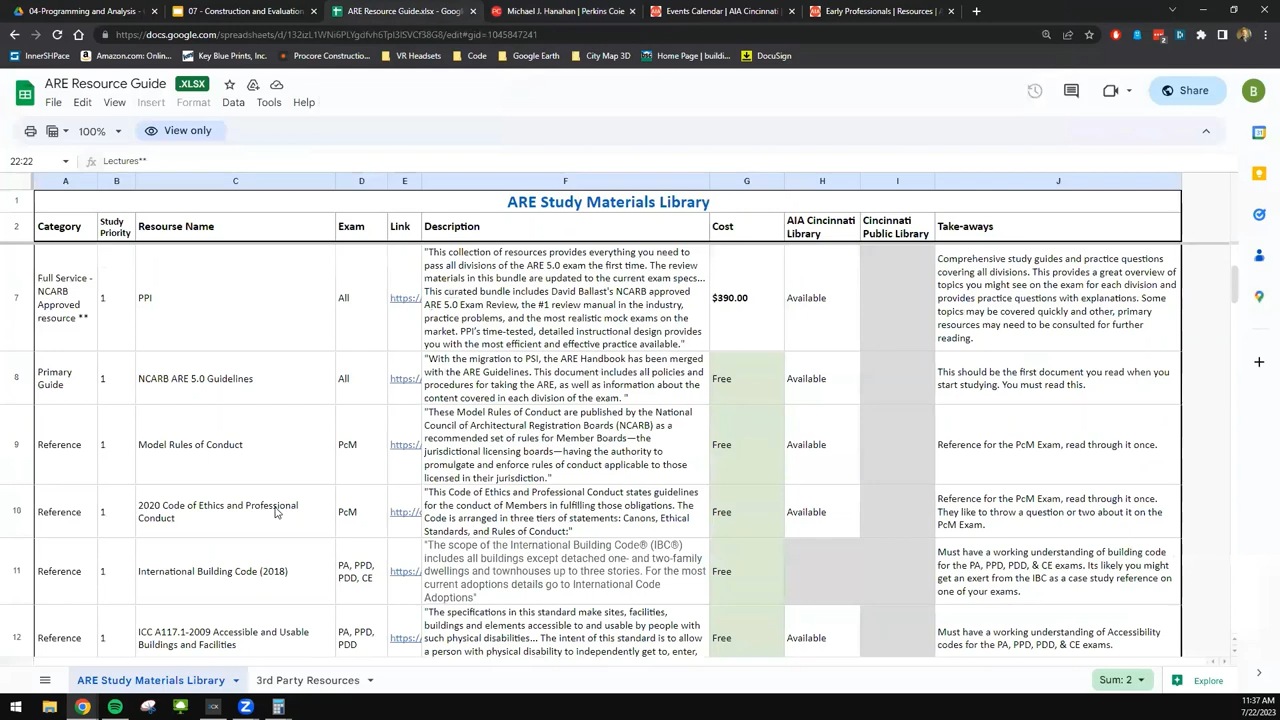 04-Programming and Analysis - G
07 - Construction and Evaluation
ARE Resource Guide.xlsx - Googl
Michael J. Hanahan | Perkins Coie
Events Calendar | AIA Cincinnati
Early Professionals | Resources | A
InnerSHPace
Amazon.com: Onlin...
Key Blue Prints, Inc.
Procore Constructio...
VR Headsets
Code
Google Earth
City Map 3D
Home Page | buildi...
DocuSign
ARE Resource Guide
.XLSX
File Edit View Insert Format Data Tools Help
Share
B
100%
View only
22:22
fx Lectures**
A B C D E F G H I J
1 ARE Study Materials Library
2 Category Study Priority Resourse Name Exam Link Description Cost AIA Cincinnati Library Cincinnati Public Library Take-aways
7
Full Service -
NCARB
Approved
resource **
1
PPI
All
https:/
"This collection of resources provides everything you need to
pass all divisions of the ARE 5.0 exam the first time. The review
materials in this bundle are updated to the current exam specs...
This curated bundle includes David Ballast's NCARB approved
ARE 5.0 Exam Review, the #1 review manual in the industry,
practice problems, and the most realistic mock exams on the
market. PPI's time-tested, detailed instructional design provides
you with the most efficient and effective practice available."
$390.00
Available
Comprehensive study guides and practice questions
covering all divisions. This provides a great overview of
topics you might see on the exam for each division and
provides practice questions with explanations. Some
topics may be covered quickly and other, primary
resources may need to be consulted for further
reading.
8
Primary
Guide
1
NCARB ARE 5.0 Guidelines
All
https:/
"With the migration to PSI, the ARE Handbook has been merged
with the ARE Guidelines. This document includes all policies and
procedures for taking the ARE, as well as information about the
content covered in each division of the exam. "
Free
Available
This should be the first document you read when you
start studying. You must read this.
9
Reference
1
Model Rules of Conduct
PcM
https:/
"These Model Rules of Conduct are published by the National
Council of Architectural Registration Boards (NCARB) as a
recommended set of rules for Member Boards—the
jurisdictional licensing boards—having the authority to
promulgate and enforce rules of conduct applicable to those
licensed in their jurisdiction."
Free
Available
Reference for the PcM Exam, read through it once.
10
Reference
1
2020 Code of Ethics and Professional
Conduct
PcM
http:/
"This Code of Ethics and Professional Conduct states guidelines
for the conduct of Members in fulfilling those obligations. The
Code is arranged in three tiers of statements: Canons, Ethical
Standards, and Rules of Conduct:"
Free
Available
Reference for the PcM Exam, read through it once.
They like to throw a question or two about it on the
PcM Exam.
11
Reference
1
International Building Code (2018)
PA, PPD,
PDD, CE
https:/
"The scope of the International Building Code® (IBC®)
includes all buildings except detached one- and two-family
dwellings and townhouses up to three stories. For the most
current adoptions details go to International Code
Adoptions"
Free
Must have a working understanding of building code
for the PA, PPD, PDD, & CE exams. Its likely you might
get an exert from the IBC as a case study reference on
one of your exams.
12
Reference
1
ICC A117.1-2009 Accessible and Usable
Buildings and Facilities
PA, PPD,
PDD
https:/
"The specifications in this standard make sites, facilities,
buildings and elements accessible to and usable by people with
such physical disabilities... The intent of this standard is to allow
a person with physical disability to independently get to, enter,
Free
Available
Must have a working understanding of Accessibility
codes for the PA, PPD, PDD, & CE exams.
ARE Study Materials Library
3rd Party Resources
Sum: 2
Explore
11:37 AM
7/22/2023